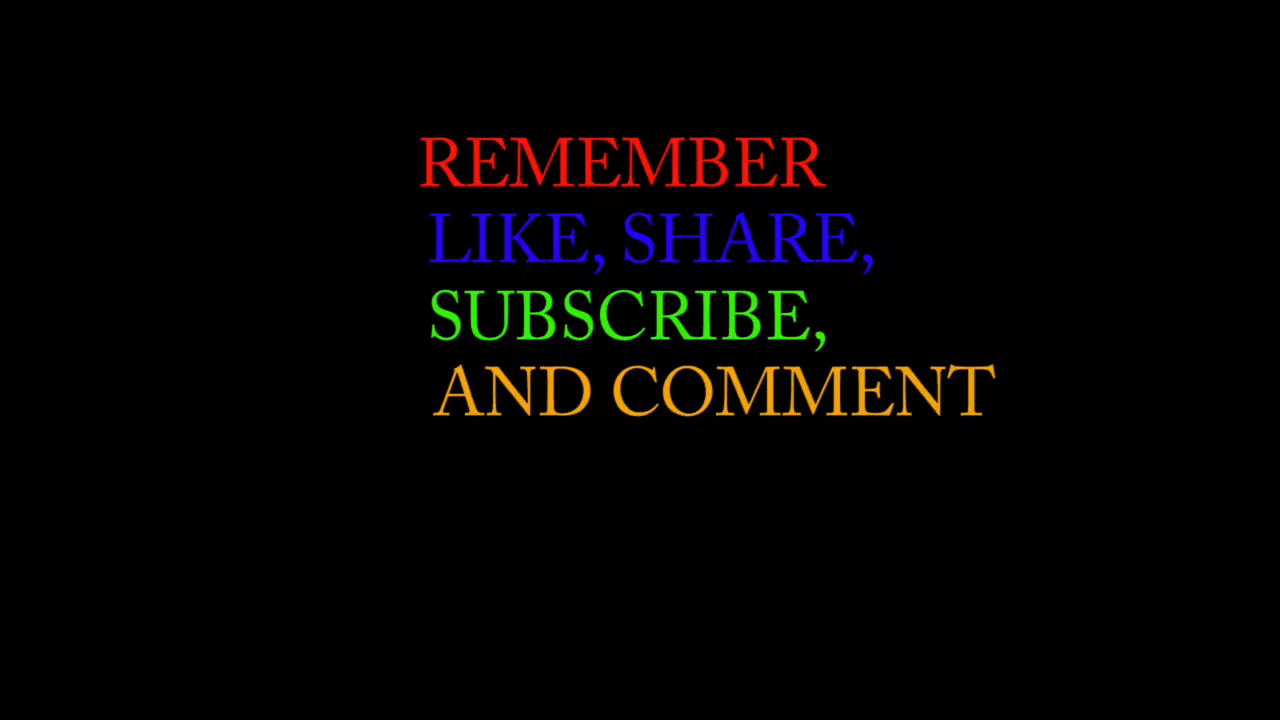 REMEMBER
LIKE, SHARE,
SUBSCRIBE,
AND COMMENT